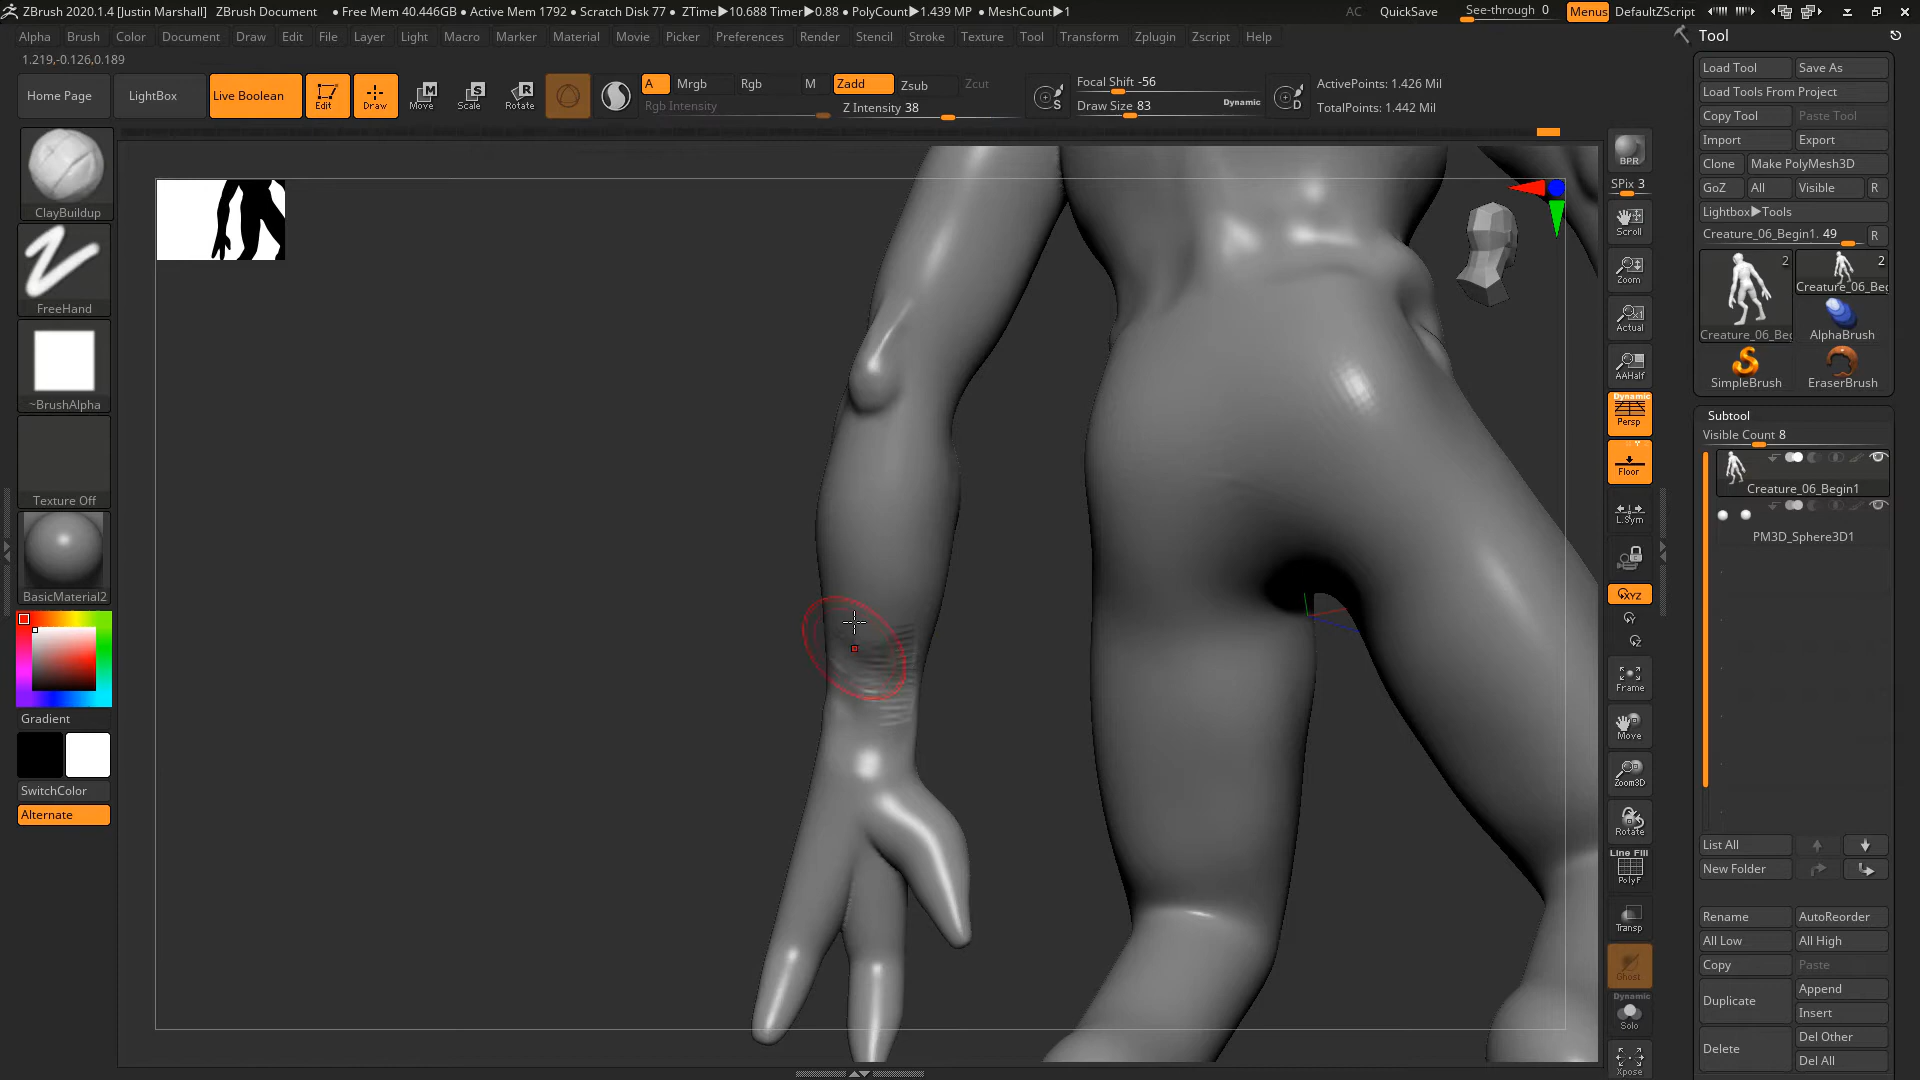 ZBrush 2020.1.4 [Justin Marshall] ZBrush Document ● Free Mem 40.446GB ● Active Mem 1792 ● Scratch Disk 77 ● ZTime▶10.688 Timer▶0.88 ● PolyCount▶1.439 MP ● MeshCount▶1 AC QuickSave See-through 0 Menus DefaultZScript
Alpha Brush Color Document Draw Edit File Layer Light Macro Marker Material Movie Picker Preferences Render Stencil Stroke Texture Tool Transform Zplugin Zscript Help
1.219,-0.126,0.189
Home Page LightBox Live Boolean Edit Draw Move Scale Rotate
A Mrgb Rgb M Zadd Zsub Zcut
Rgb Intensity Z Intensity 38
S Focal Shift -56
Draw Size 83 Dynamic D
ActivePoints: 1.426 Mil
TotalPoints: 1.442 Mil
ClayBuildup
FreeHand
~BrushAlpha
Texture Off
BasicMaterial2
Gradient
SwitchColor
Alternate
BPR
SPix 3
Scroll
Zoom
Actual
AAHalf
Dynamic
Persp
Floor
L.Sym
XYZ
Frame
Move
Zoom3D
Rotate
Line Fill
PolyF
Transp
Ghost
Dynamic
Solo
Xpose
Tool
Load Tool Save As
Load Tools From Project
Copy Tool Paste Tool
Import Export
Clone Make PolyMesh3D
GoZ All Visible R
Lightbox▶Tools
Creature_06_Begin1. 49 R
2 2
Creature_06_Bec
Creature_06_Bec AlphaBrush
SimpleBrush EraserBrush
Subtool
Visible Count 8
Creature_06_Begin1
PM3D_Sphere3D1
List All
New Folder
Rename AutoReorder
All Low All High
Copy Paste
Duplicate Append
Insert
Delete Del Other
Del All